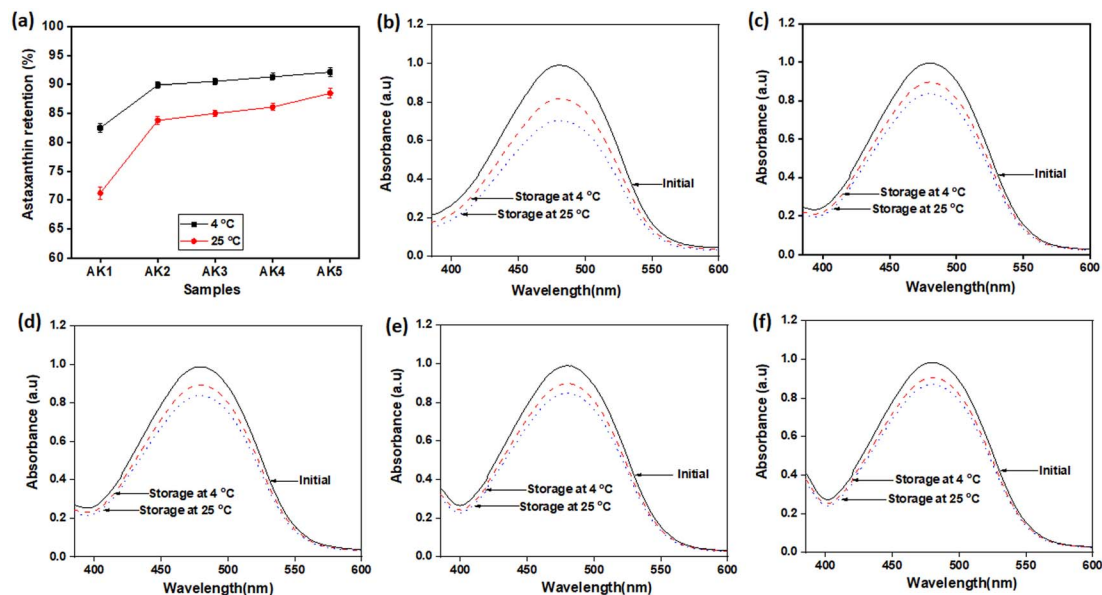 (a)
100
95
90
85
80
75
70
65
60
Astaxanthin retention (%)
4 °C
25 °C
AK1 AK2 AK3 AK4 AK5
Samples
(b)
1.2
1.0
0.8
0.6
0.4
0.2
0.0
Absorbance (a.u)
Initial
Storage at 4 °C
Storage at 25 °C
400 450 500 550 600
Wavelength(nm)
(c)
1.2
1.0
0.8
0.6
0.4
0.2
0.0
Absorbance (a.u)
Initial
Storage at 4 °C
Storage at 25 °C
400 450 500 550 600
Wavelength(nm)
(d)
1.2
1.0
0.8
0.6
0.4
0.2
0.0
Absorbance (a.u)
Initial
Storage at 4 °C
Storage at 25 °C
400 450 500 550 600
Wavelength(nm)
(e)
1.2
1.0
0.8
0.6
0.4
0.2
0.0
Absorbance (a.u)
Initial
Storage at 4 °C
Storage at 25 °C
400 450 500 550 600
Wavelength(nm)
(f)
1.2
1.0
0.8
0.6
0.4
0.2
0.0
Absorbance (a.u)
Initial
Storage at 4 °C
Storage at 25 °C
400 450 500 550 600
Wavelength(nm)